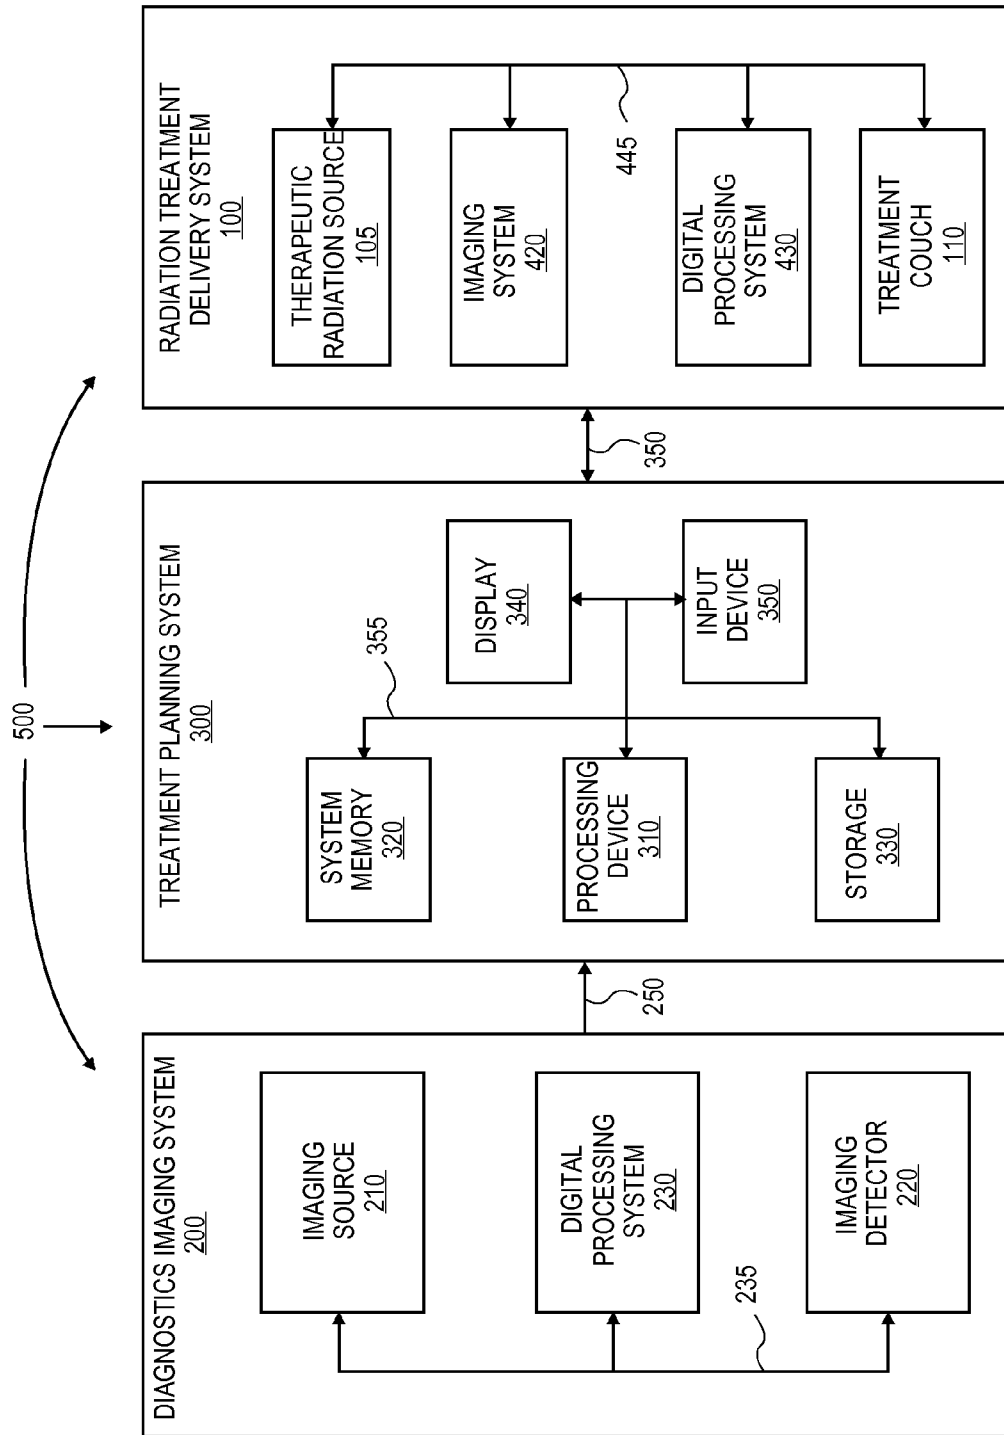 500
DIAGNOSTICS IMAGING SYSTEM
200
IMAGING
SOURCE
210
DIGITAL
PROCESSING
SYSTEM
230
IMAGING
DETECTOR
220
235
250
TREATMENT PLANNING SYSTEM
300
SYSTEM
MEMORY
320
PROCESSING
DEVICE
310
STORAGE
330
355
DISPLAY
340
INPUT
DEVICE
350
350
RADIATION TREATMENT
DELIVERY SYSTEM
100
THERAPEUTIC
RADIATION SOURCE
105
IMAGING
SYSTEM
420
DIGITAL
PROCESSING
SYSTEM
430
TREATMENT
COUCH
110
445